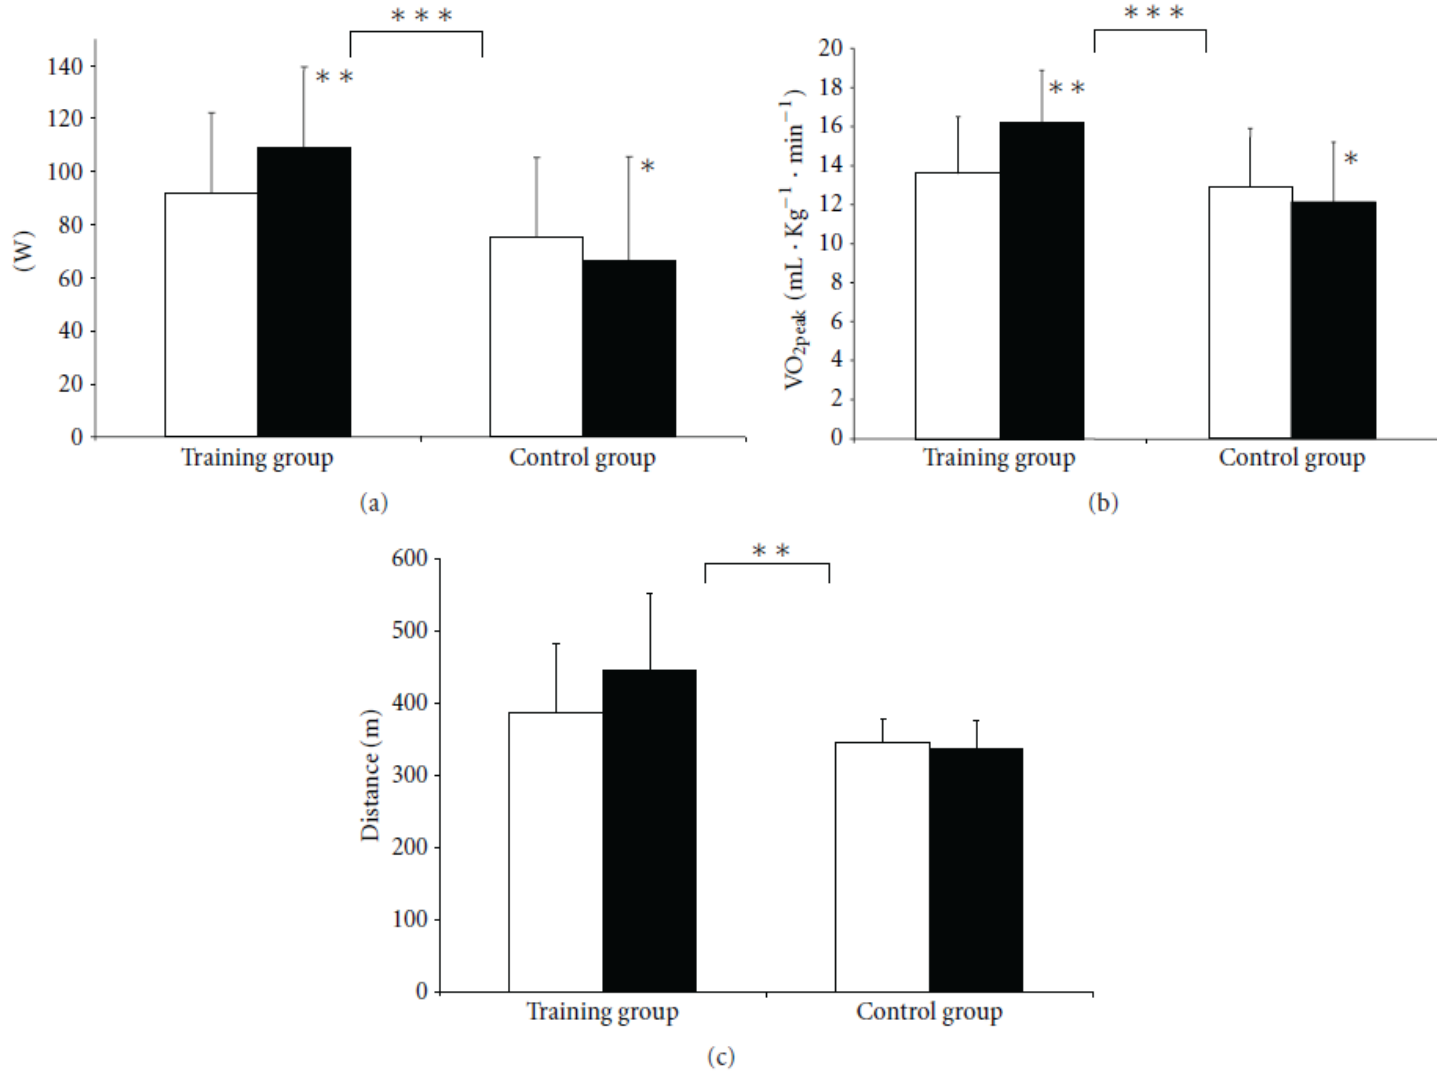 ∗ ∗ ∗
140
120
100
80
60
40
20
0
(W)
∗ ∗
∗
Training group
Control group
(a)
∗ ∗ ∗
20
18
16
14
12
10
8
6
4
2
0
VO₂peak (mL · Kg⁻¹ · min⁻¹)
∗ ∗
∗
Training group
Control group
(b)
∗ ∗
600
500
400
300
200
100
0
Distance (m)
Training group
Control group
(c)